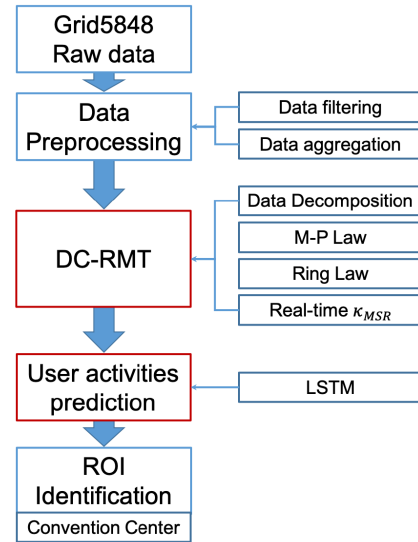 Grid5848
Raw data
Data
Preprocessing
Data filtering
Data aggregation
DC-RMT
Data Decomposition
M-P Law
Ring Law
Real-time κ_MSR
User activities
prediction
LSTM
ROI
Identification
Convention Center